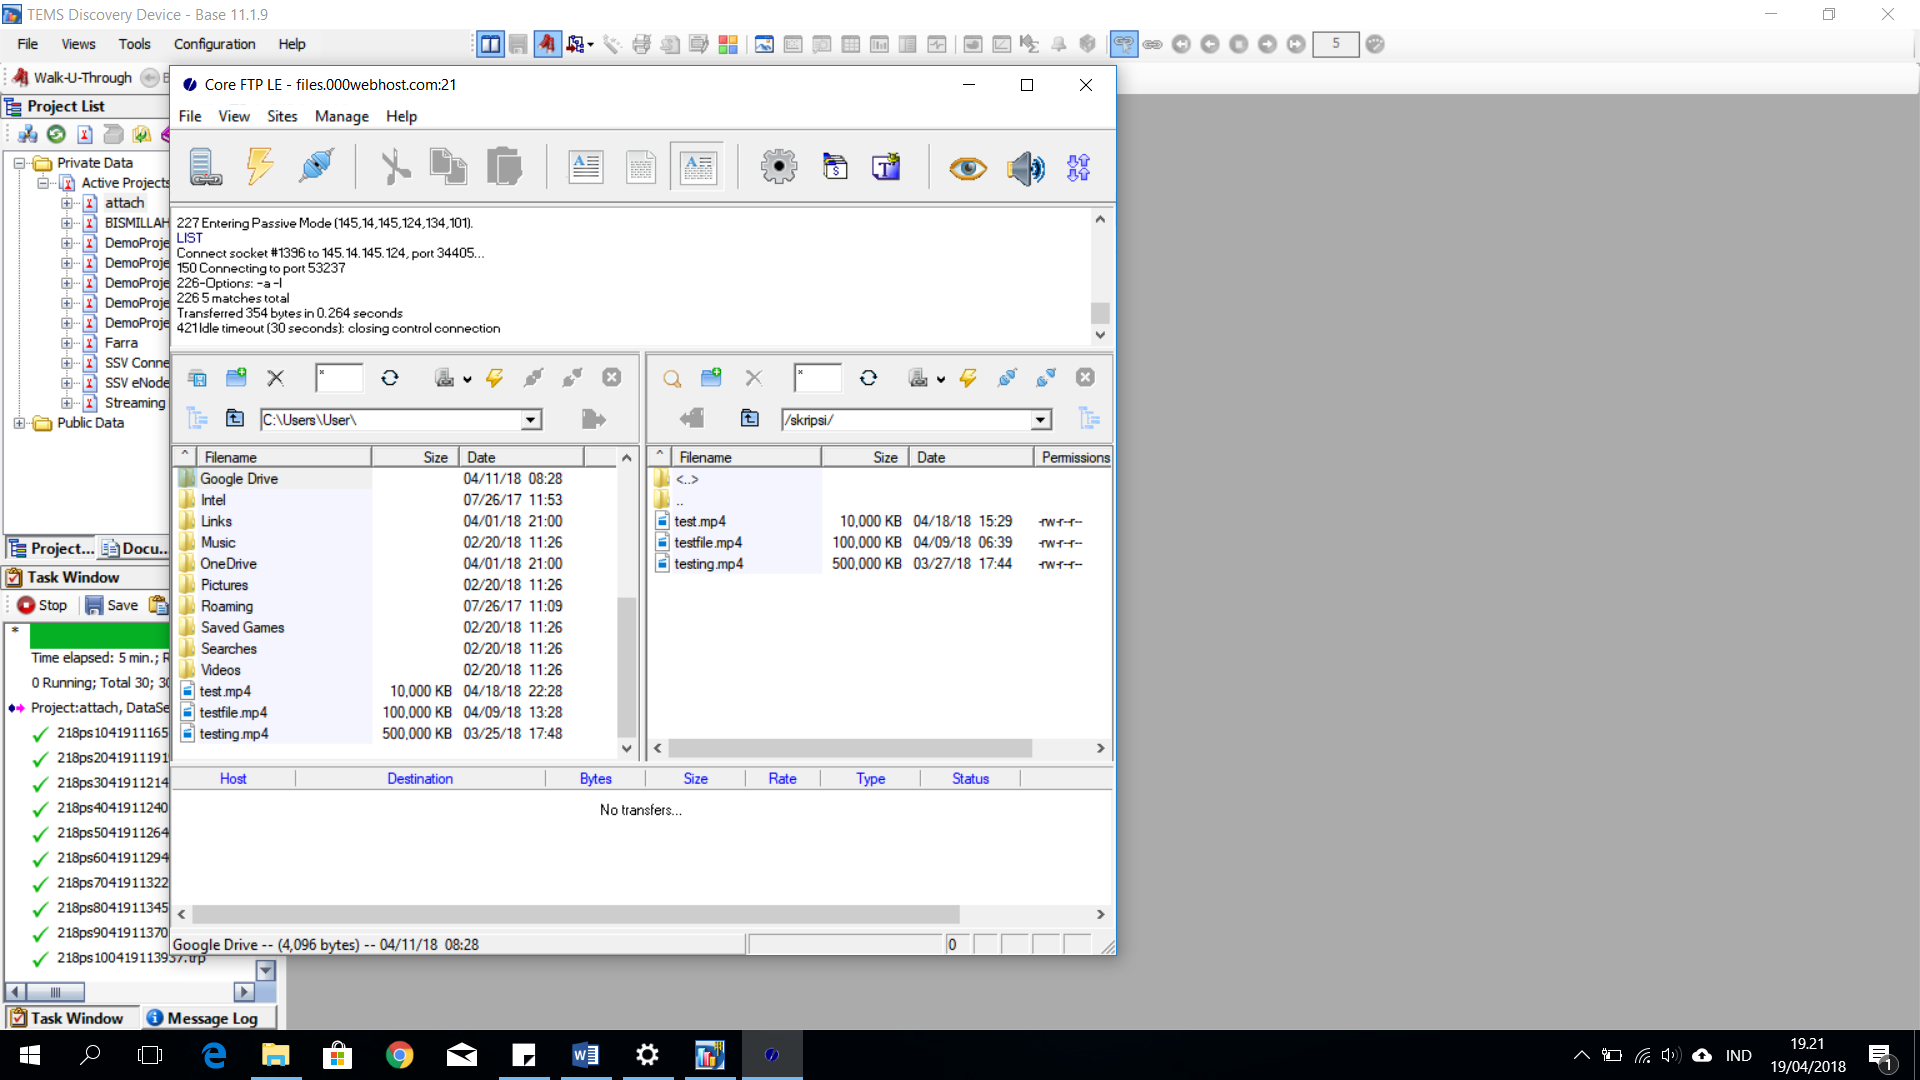 TEMS Discovery Device - Base 11.1.9
File Views Tools Configuration Help
5
Walk-U-Through
Project List
Private Data
Active Projects
attach
BISMILLAH
DemoProje
DemoProje
DemoProje
DemoProje
DemoProje
Farra
SSV Conne
SSV eNode
Streaming
Public Data
Project... Docu...
Task Window
Stop Save
*
Time elapsed: 5 min.; R
0 Running; Total 30; 30
Project:attach, DataSe
218ps1041911165
218ps2041911191
218ps3041911214
218ps4041911240
218ps5041911264
218ps6041911294
218ps7041911322
218ps8041911345
218ps9041911370
218ps100419113937.trp
Task Window Message Log
Core FTP LE - files.000webhost.com:21
File View Sites Manage Help
227 Entering Passive Mode (145,14,145,124,134,101).
LIST
Connect socket #1396 to 145.14.145.124, port 34405...
150 Connecting to port 53237
226-Options: -a -l
226 5 matches total
Transferred 354 bytes in 0.264 seconds
421 Idle timeout (30 seconds): closing control connection
*
C:\Users\User\
^ Filename Size Date
Google Drive 04/11/18 08:28
Intel 07/26/17 11:53
Links 04/01/18 21:00
Music 02/20/18 11:26
OneDrive 04/01/18 21:00
Pictures 02/20/18 11:26
Roaming 07/26/17 11:09
Saved Games 02/20/18 11:26
Searches 02/20/18 11:26
Videos 02/20/18 11:26
test.mp4 10,000 KB 04/18/18 22:28
testfile.mp4 100,000 KB 04/09/18 13:28
testing.mp4 500,000 KB 03/25/18 17:48
*
/skripsi/
^ Filename Size Date Permissions
<..>
..
test.mp4 10,000 KB 04/18/18 15:29 -rw-r--r--
testfile.mp4 100,000 KB 04/09/18 06:39 -rw-r--r--
testing.mp4 500,000 KB 03/27/18 17:44 -rw-r--r--
Host Destination Bytes Size Rate Type Status
No transfers...
Google Drive -- (4,096 bytes) -- 04/11/18 08:28
0
IND
19.21
19/04/2018
1